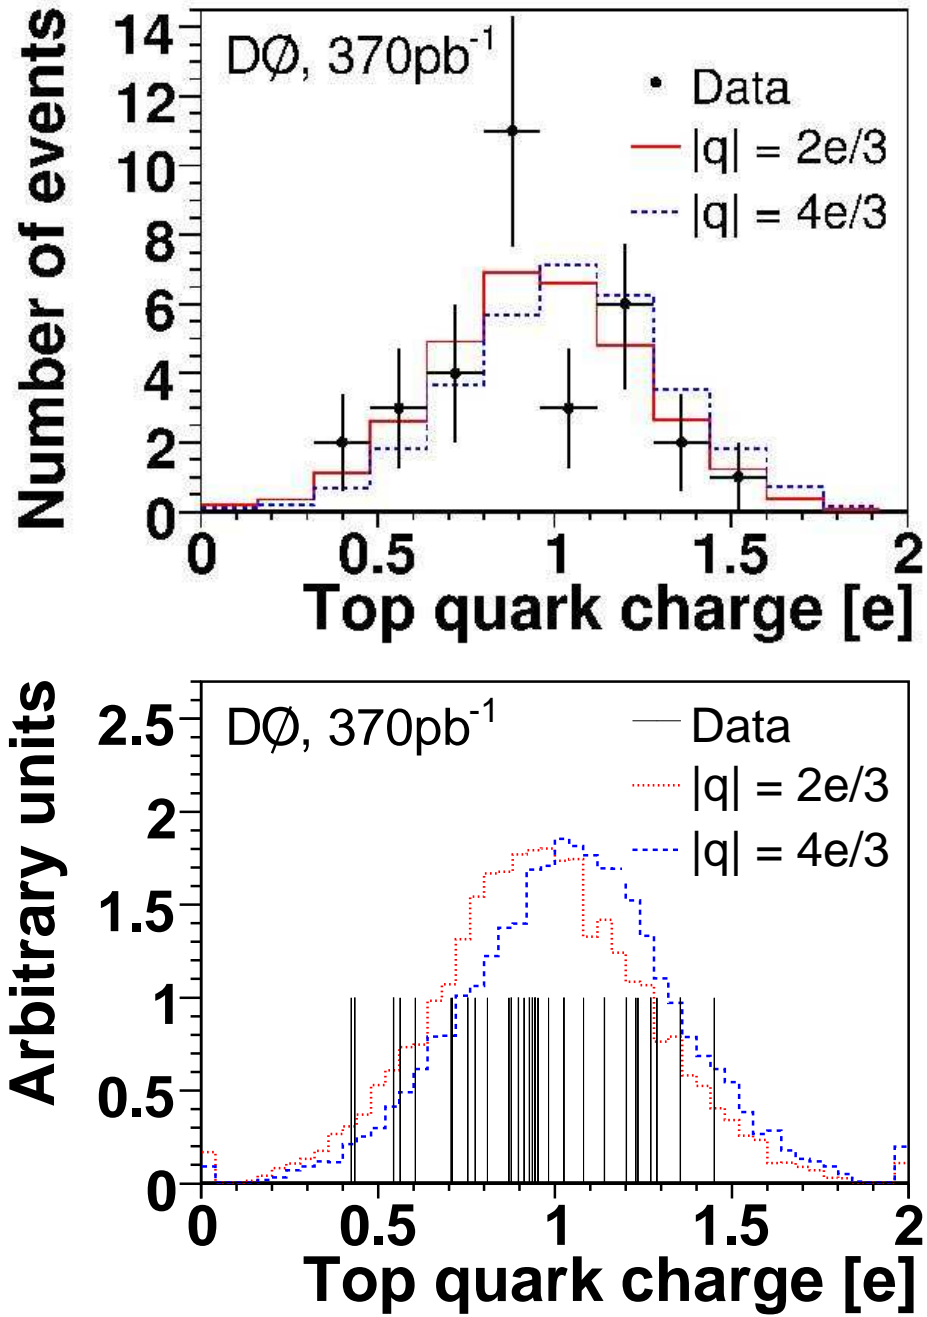 Number of events
14
12
10
8
6
4
2
0
DØ, 370pb⁻¹
Data
|q| = 2e/3
|q| = 4e/3
0 0.5 1 1.5 2
Top quark charge [e]
Arbitrary units
2.5
2
1.5
1
0.5
0
DØ, 370pb⁻¹
Data
|q| = 2e/3
|q| = 4e/3
0 0.5 1 1.5 2
Top quark charge [e]